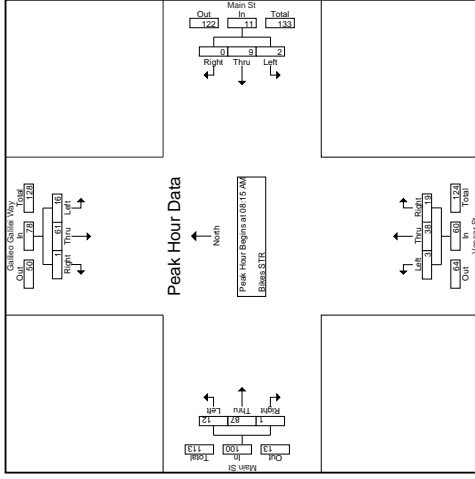 Main St
Out In Total
122 11 133
0 9 2
Right Thru Left
Galileo Galilei Way
Out In Total
50 78 128
1 61 16
Right Thru Left
Peak Hour Data
North
Peak Hour Begins at 08:15 AM
Bikes STR
Left Thru Right
3 38 19
64 60 124
Out In Total
Right Thru Left
1 87 12
13 100 113
Out In Total
Main St